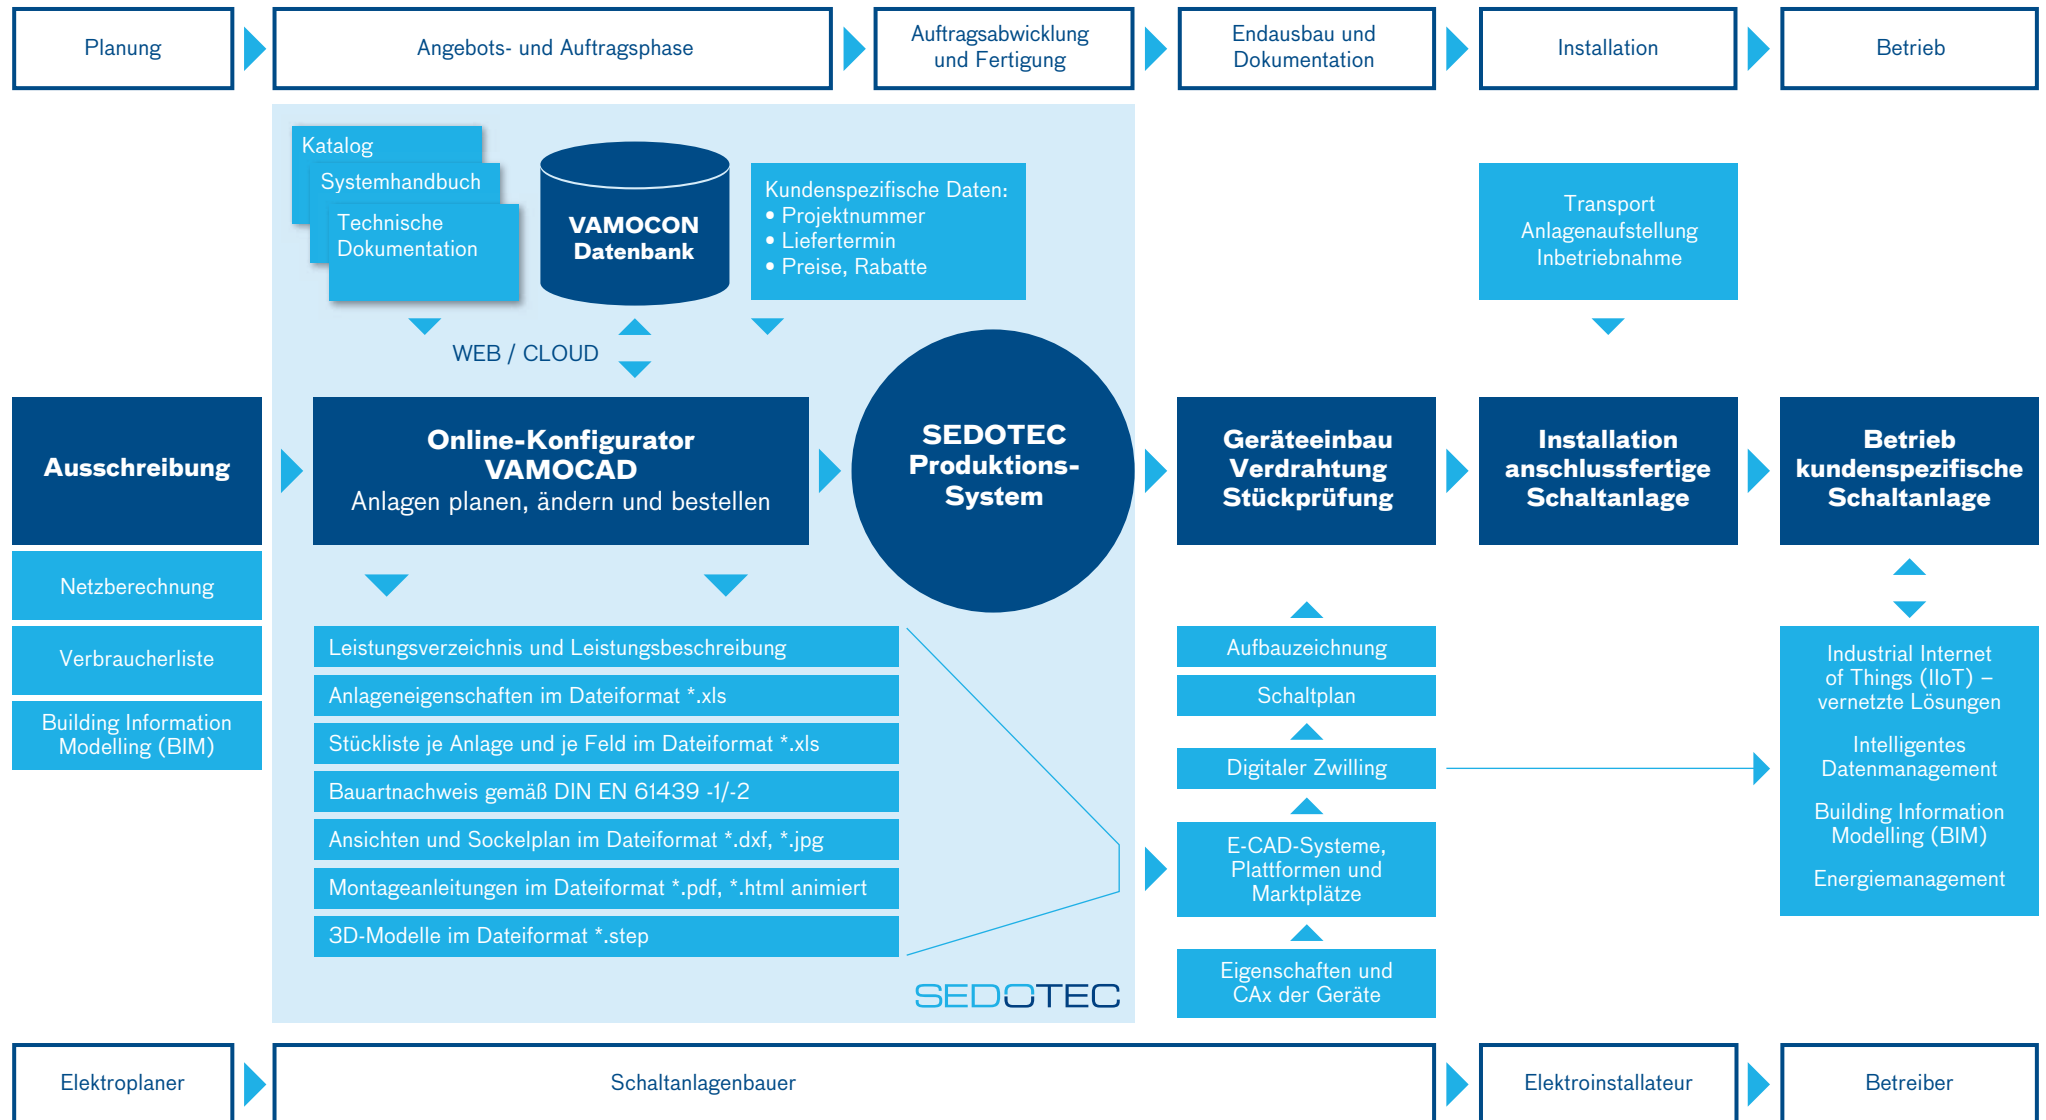 Planung
Angebots- und Auftragsphase
Auftragsabwicklung
und Fertigung
Endausbau und
Dokumentation
Installation
Betrieb
Katalog
Systemhandbuch
Technische
Dokumentation
VAMOCON
Datenbank
Kundenspezifische Daten:
• Projektnummer
• Liefertermin
• Preise, Rabatte
Transport
Anlagenaufstellung
Inbetriebnahme
WEB / CLOUD
Ausschreibung
Online-Konfigurator
VAMOCAD
Anlagen planen, ändern und bestellen
SEDOTEC
Produktions-
System
Geräteeinbau
Verdrahtung
Stückprüfung
Installation
anschlussfertige
Schaltanlage
Betrieb
kundenspezifische
Schaltanlage
Netzberechnung
Verbraucherliste
Building Information
Modelling (BIM)
Leistungsverzeichnis und Leistungsbeschreibung
Anlageneigenschaften im Dateiformat *.xls
Stückliste je Anlage und je Feld im Dateiformat *.xls
Bauartnachweis gemäß DIN EN 61439 -1/-2
Ansichten und Sockelplan im Dateiformat *.dxf, *.jpg
Montageanleitungen im Dateiformat *.pdf, *.html animiert
3D-Modelle im Dateiformat *.step
SEDOTEC
Aufbauzeichnung
Schaltplan
Digitaler Zwilling
E-CAD-Systeme,
Plattformen und
Marktplätze
Eigenschaften und
CAx der Geräte
Industrial Internet
of Things (IIoT) –
vernetzte Lösungen
Intelligentes
Datenmanagement
Building Information
Modelling (BIM)
Energiemanagement
Elektroplaner
Schaltanlagenbauer
Elektroinstallateur
Betreiber